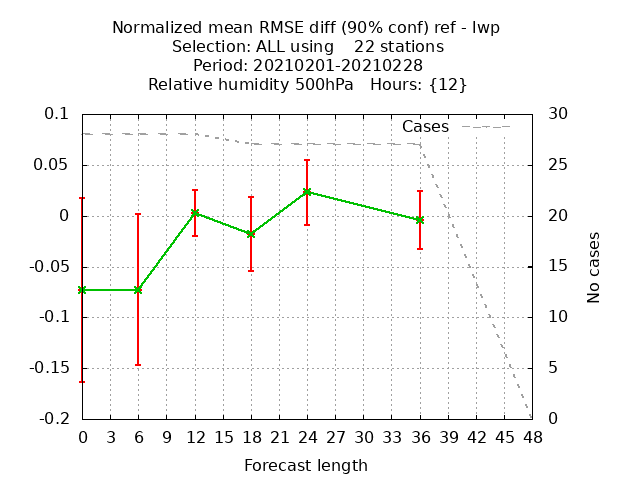 Normalized mean RMSE diff (90% conf) ref - lwp
Selection: ALL using    22 stations
Period: 20210201-20210228
Relative humidity 500hPa   Hours: {12}
0.1
0.05
0
-0.05
-0.1
-0.15
-0.2
Cases
30
25
20
15
10
5
0
No cases
0 3 6 9 12 15 18 21 24 27 30 33 36 39 42 45 48
Forecast length